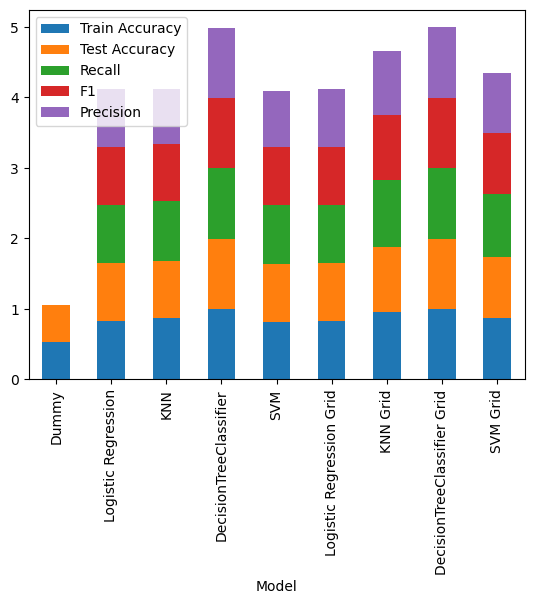 5
4
3
2
1
0
Train Accuracy
Test Accuracy
Recall
F1
Precision
Dummy
Logistic Regression
KNN
DecisionTreeClassifier
SVM
Logistic Regression Grid
KNN Grid
DecisionTreeClassifier Grid
SVM Grid
Model